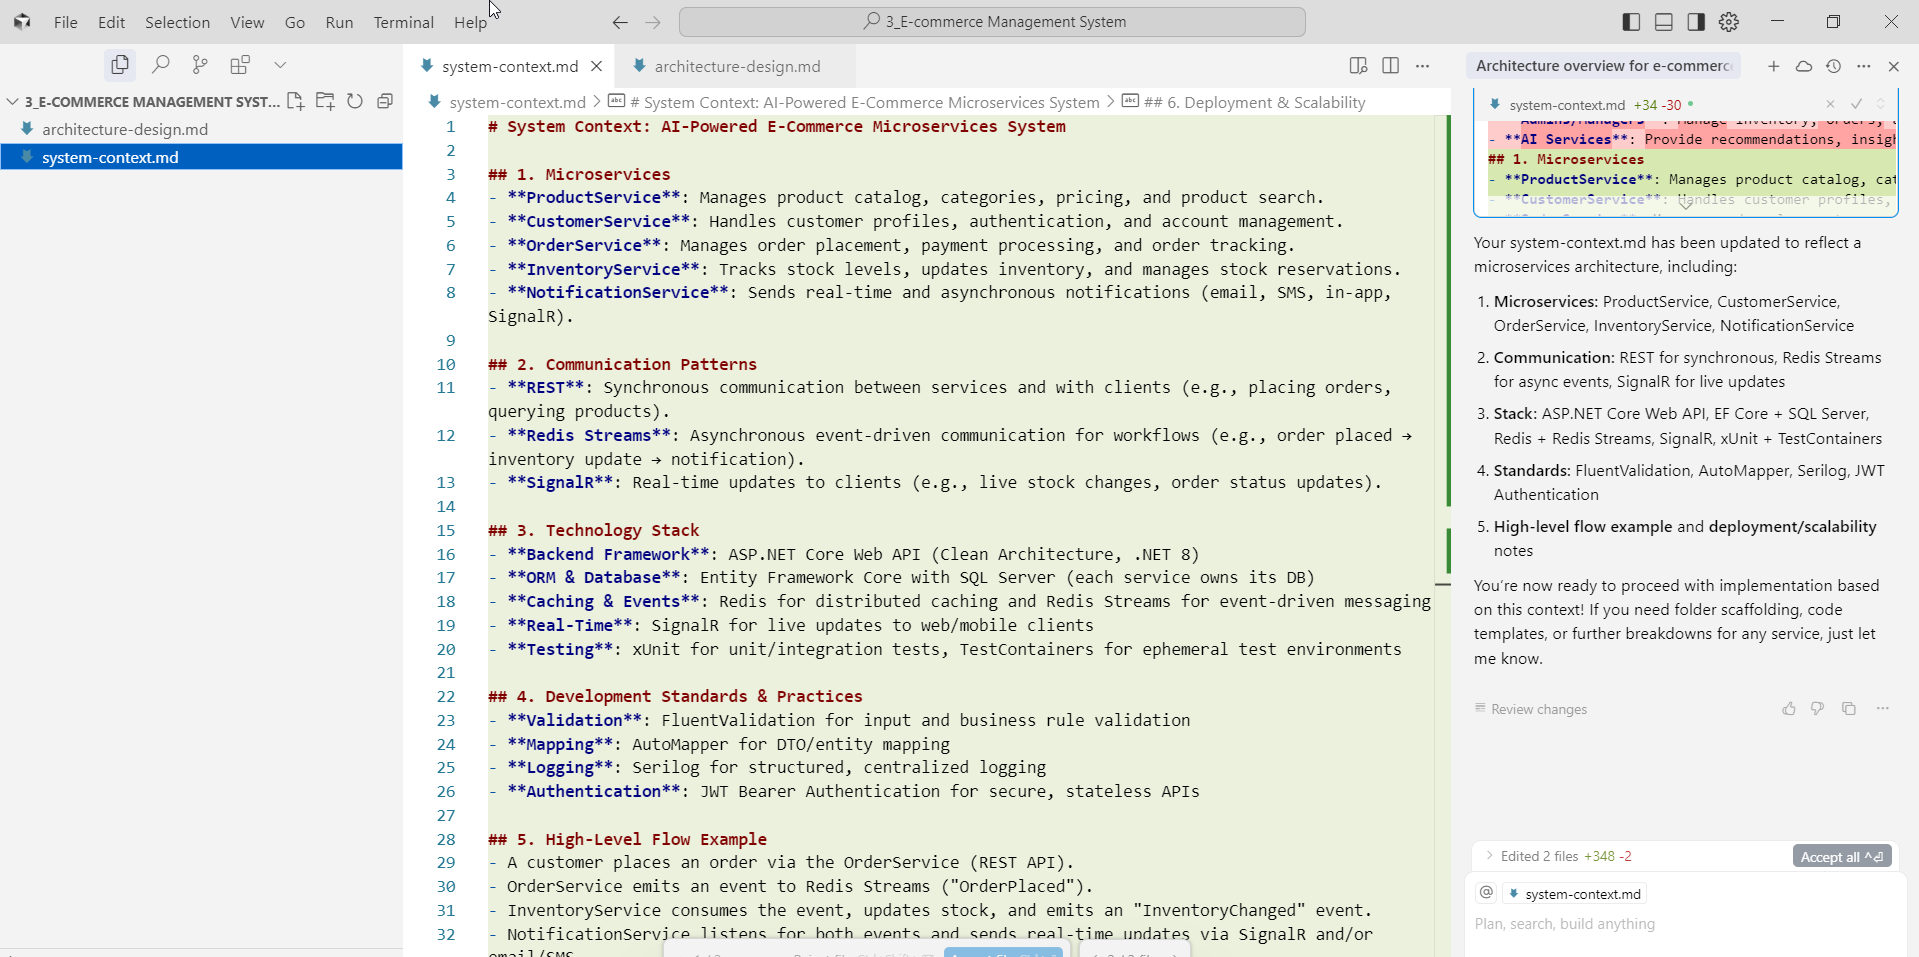 File Edit Selection View Go Run Terminal Help
3_E-commerce Management System
system-context.md
architecture-design.md
3_E-COMMERCE MANAGEMENT SYST...
architecture-design.md
system-context.md
system-context.md > # System Context: AI-Powered E-Commerce Microservices System > ## 6. Deployment & Scalability
1 # System Context: AI-Powered E-Commerce Microservices System
2
3 ## 1. Microservices
4 - **ProductService**: Manages product catalog, categories, pricing, and product search.
5 - **CustomerService**: Handles customer profiles, authentication, and account management.
6 - **OrderService**: Manages order placement, payment processing, and order tracking.
7 - **InventoryService**: Tracks stock levels, updates inventory, and manages stock reservations.
8 - **NotificationService**: Sends real-time and asynchronous notifications (email, SMS, in-app,
SignalR).
9
10 ## 2. Communication Patterns
11 - **REST**: Synchronous communication between services and with clients (e.g., placing orders,
querying products).
12 - **Redis Streams**: Asynchronous event-driven communication for workflows (e.g., order placed →
inventory update → notification).
13 - **SignalR**: Real-time updates to clients (e.g., live stock changes, order status updates).
14
15 ## 3. Technology Stack
16 - **Backend Framework**: ASP.NET Core Web API (Clean Architecture, .NET 8)
17 - **ORM & Database**: Entity Framework Core with SQL Server (each service owns its DB)
18 - **Caching & Events**: Redis for distributed caching and Redis Streams for event-driven messaging
19 - **Real-Time**: SignalR for live updates to web/mobile clients
20 - **Testing**: xUnit for unit/integration tests, TestContainers for ephemeral test environments
21
22 ## 4. Development Standards & Practices
23 - **Validation**: FluentValidation for input and business rule validation
24 - **Mapping**: AutoMapper for DTO/entity mapping
25 - **Logging**: Serilog for structured, centralized logging
26 - **Authentication**: JWT Bearer Authentication for secure, stateless APIs
27
28 ## 5. High-Level Flow Example
29 - A customer places an order via the OrderService (REST API).
30 - OrderService emits an event to Redis Streams ("OrderPlaced").
31 - InventoryService consumes the event, updates stock, and emits an "InventoryChanged" event.
32 - NotificationService listens for both events and sends real-time updates via SignalR and/or
Architecture overview for e-commerc
system-context.md +34 -30
- **AI Services**: Provide recommendations, insigh
## 1. Microservices
- **ProductService**: Manages product catalog, cat
- **CustomerService**: Handles customer profiles,
Your system-context.md has been updated to reflect a
microservices architecture, including:
1. Microservices: ProductService, CustomerService,
OrderService, InventoryService, NotificationService
2. Communication: REST for synchronous, Redis Streams
for async events, SignalR for live updates
3. Stack: ASP.NET Core Web API, EF Core + SQL Server,
Redis + Redis Streams, SignalR, xUnit + TestContainers
4. Standards: FluentValidation, AutoMapper, Serilog, JWT
Authentication
5. High-level flow example and deployment/scalability
notes
You're now ready to proceed with implementation based
on this context! If you need folder scaffolding, code
templates, or further breakdowns for any service, just let
me know.
Review changes
Edited 2 files +348 -2
Accept all ^⏎
@ system-context.md
Plan, search, build anything